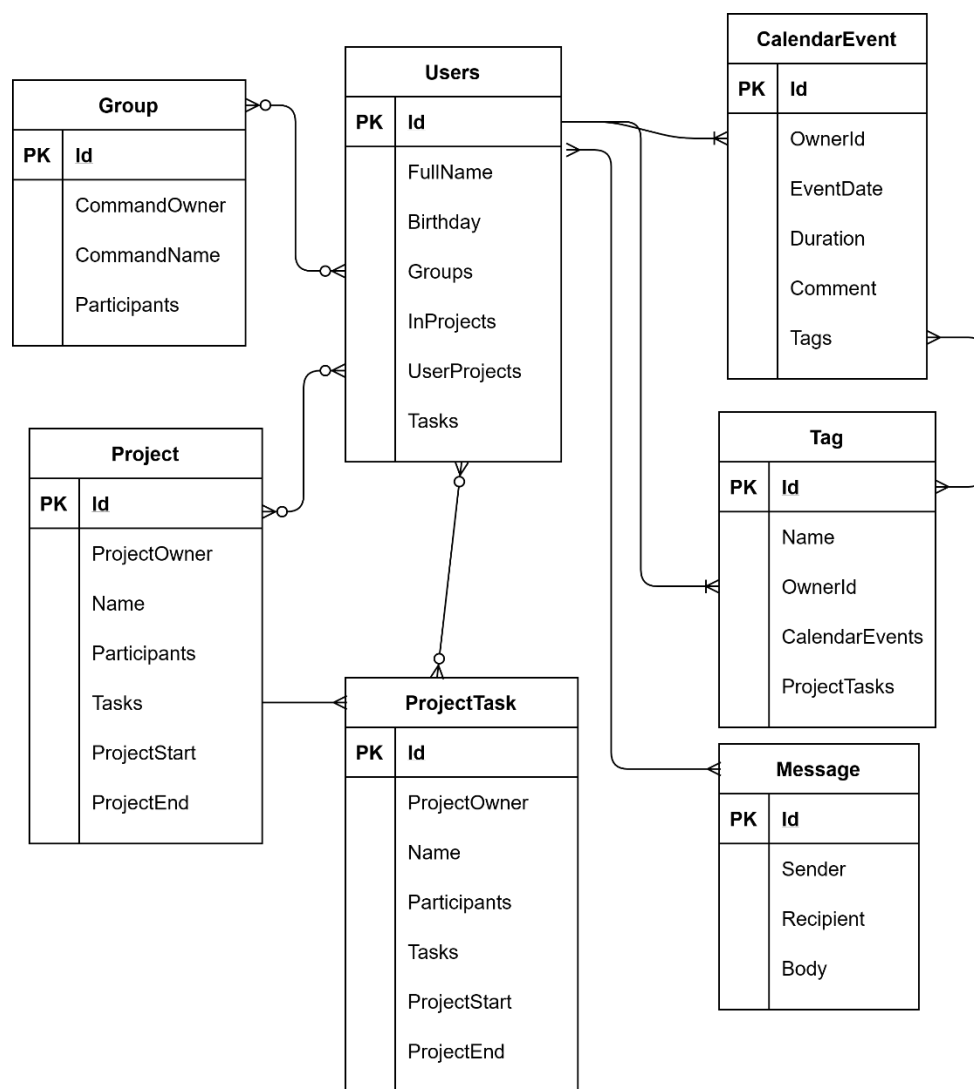 Group
PK Id
CommandOwner
CommandName
Participants
Users
PK Id
FullName
Birthday
Groups
InProjects
UserProjects
Tasks
CalendarEvent
PK Id
OwnerId
EventDate
Duration
Comment
Tags
Project
PK Id
ProjectOwner
Name
Participants
Tasks
ProjectStart
ProjectEnd
Tag
PK Id
Name
OwnerId
CalendarEvents
ProjectTasks
ProjectTask
PK Id
ProjectOwner
Name
Participants
Tasks
ProjectStart
ProjectEnd
Message
PK Id
Sender
Recipient
Body